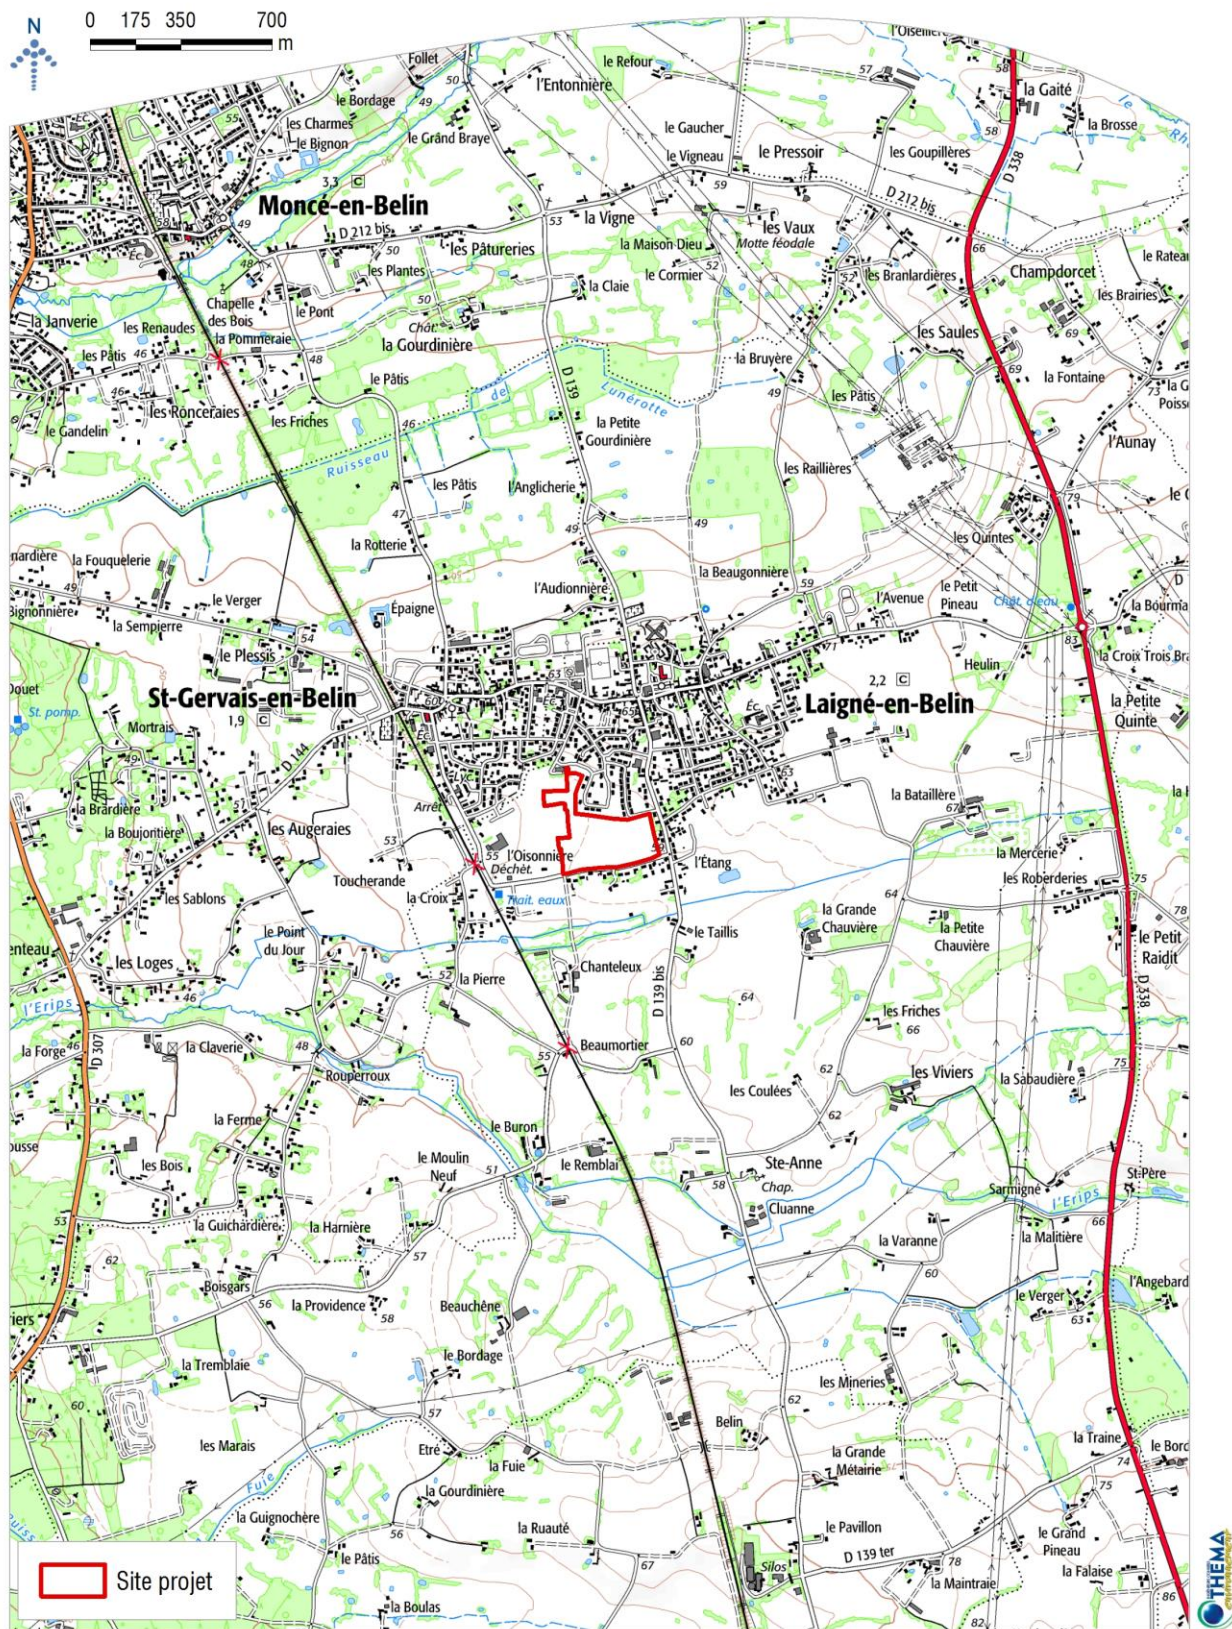 N
0 175 350 700
m
Follet
le Refour
la Gaité
l'Entonnière
le Bordage
les Charmes
le Bignon
le Grand Braye
le Gaucher
le Vigneau
le Pressoir
les Goupillères
la Brosse
D 338
3,3 C
Moncé-en-Belin
D 212 bis
D 212 bis
la Vigne
les Vaux
Motte féodale
la Maison Dieu
le Cormier
les Pâtureries
les Plantes
la Claie
les Branlardières
Champdorcet
les Brairies
Chapelle
des Bois
le Pont
la Janverie
les Renaudes
la Pommeraie
Chât.
la Gourdinière
les Saules
la Fontaine
les Pâtis
la Bruyère
le Pâtis
D 139
Ruisseau de Lunérotte
les Pâtis
les Ronceraies
les Friches
le Gandelin
la Petite
Gourdinière
l'Aunay
les Raillières
les Pâtis
l'Anglicherie
les Quintes
la Rotterie
la Fouquelerie
la Beaugonnière
l'Audionnière
le Verger
la Sempierre
Épaigne
l'Avenue
le Petit
Pineau
Chât. d'eau
le Plessis
la Croix Trois Bra
Heulin
St-Gervais-en-Belin
1,9 C
2,2 C
Laigné-en-Belin
la Petite
Quinte
St. pomp.
Mortrais
D 144
Éc.
Lyc.
Arrêt
la Brardière
la Boujontière
les Augeraies
la Bataillère
la Mercerie
l'Oisonnière
Déchèt.
l'Étang
Toucherande
la Croix
Trait. eaux
les Roberderies
les Sablons
le Point
du Jour
la Grande
Chauvière
la Petite
Chauvière
le Taillis
le Petit
Raidit
les Loges
la Pierre
Chanteleux
D 139 bis
D 338
l'Erips
les Friches
la Forge
D 307
la Claverie
Beaumortier
Rouperroux
les Viviers
la Sabaudière
les Coulées
la Ferme
le Buron
les Bois
le Moulin
Neuf
le Remblai
Ste-Anne
Chap.
Cluanne
Sarmigné
St-Père
l'Erips
la Guichardière
la Harnière
la Varanne
la Malitière
Boisgars
la Providence
Beauchêne
le Verger
l'Angebard
la Tremblaie
le Bordage
les Mineries
les Marais
Etré
la Fuie
Belin
la Grande
Métairie
la Traine
le Bord
Fuie
la Gourdinière
la Guignochère
la Ruauté
le Pavillon
le Grand
Pineau
le Pâtis
Silos
D 139 ter
la Maintraie
la Falaise
la Boulas
Site projet
THEMA